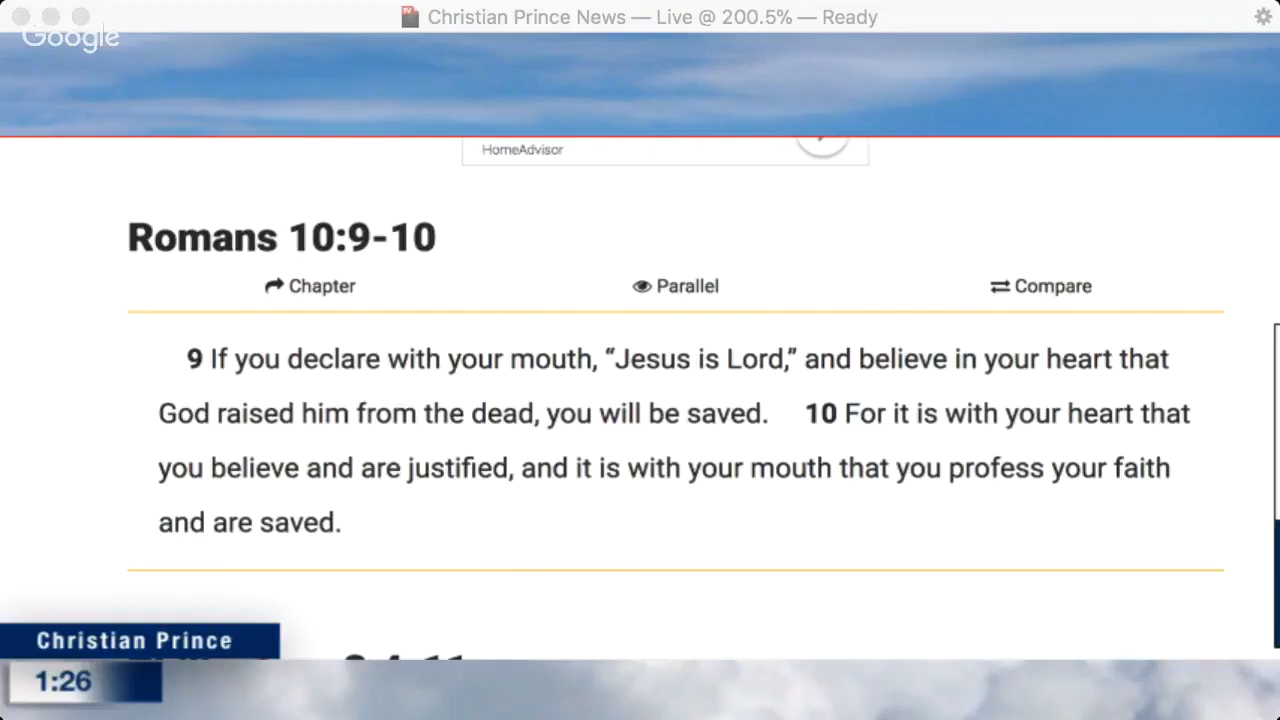 Christian Prince News — Live @ 200.5% — Ready
Google
HomeAdvisor
Romans 10:9-10
Chapter Parallel Compare
9 If you declare with your mouth, “Jesus is Lord,” and believe in your heart that
God raised him from the dead, you will be saved. 10 For it is with your heart that
you believe and are justified, and it is with your mouth that you profess your faith
and are saved.
Christian Prince
1:26